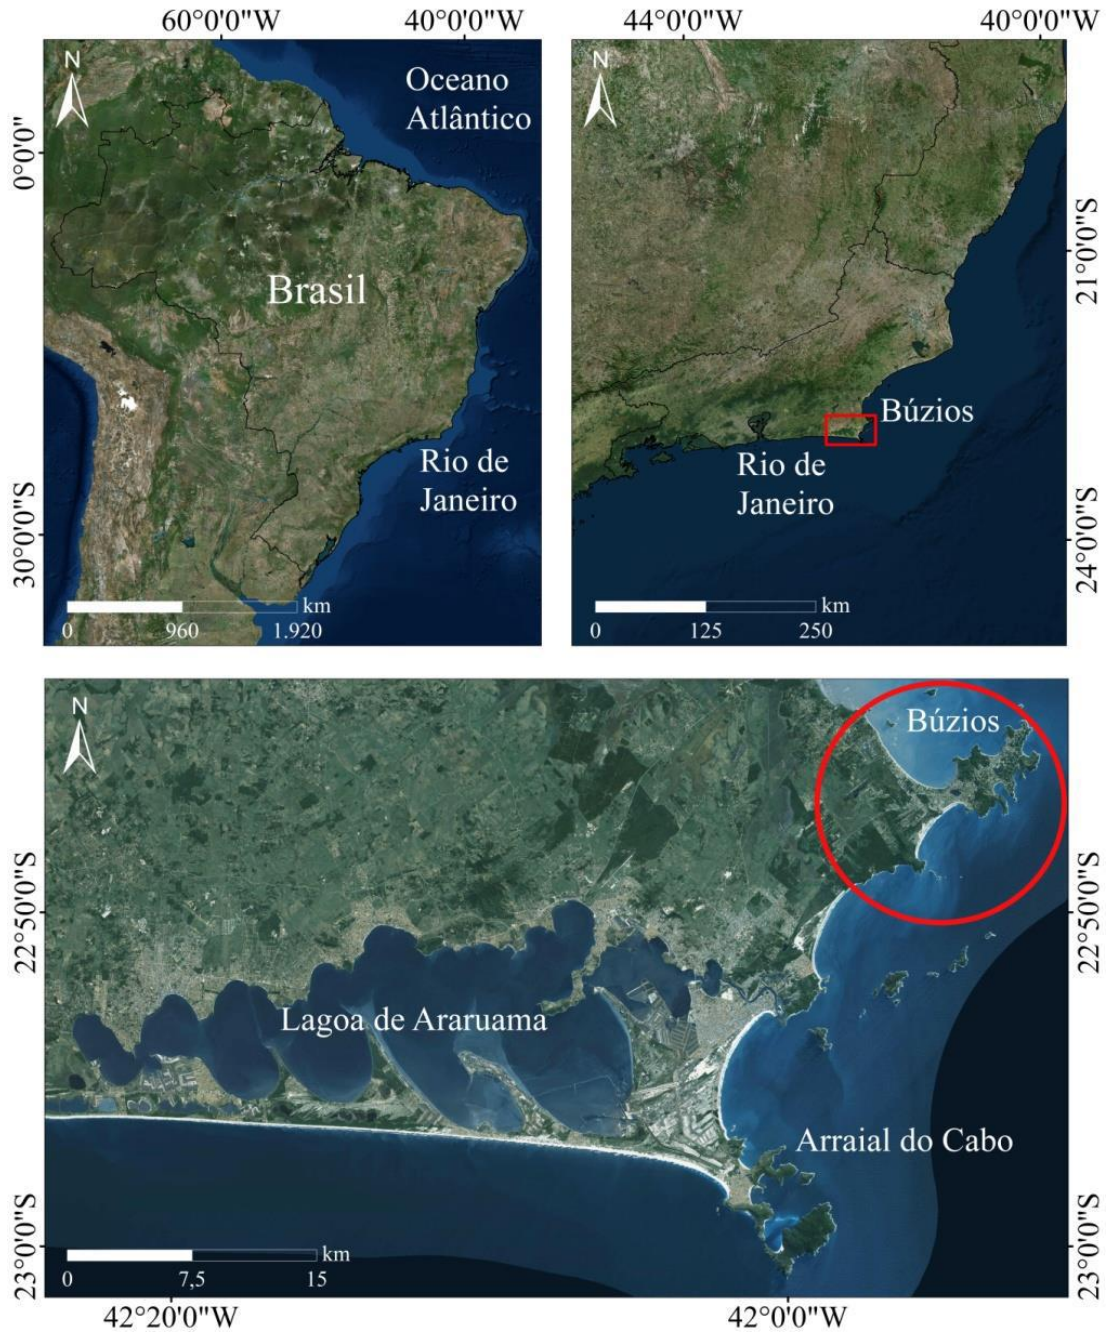 60°0'0"W
40°0'0"W
44°0'0"W
40°0'0"W
N
Oceano
Atlântico
0°0'0"
Brasil
Rio de
Janeiro
30°0'0"S
km
0
960
1.920
N
21°0'0"S
Búzios
Rio de
Janeiro
24°0'0"S
km
0
125
250
N
Búzios
22°50'0"S
22°50'0"S
Lagoa de Araruama
Arraial do Cabo
23°0'0"S
23°0'0"S
km
0
7,5
15
42°20'0"W
42°0'0"W